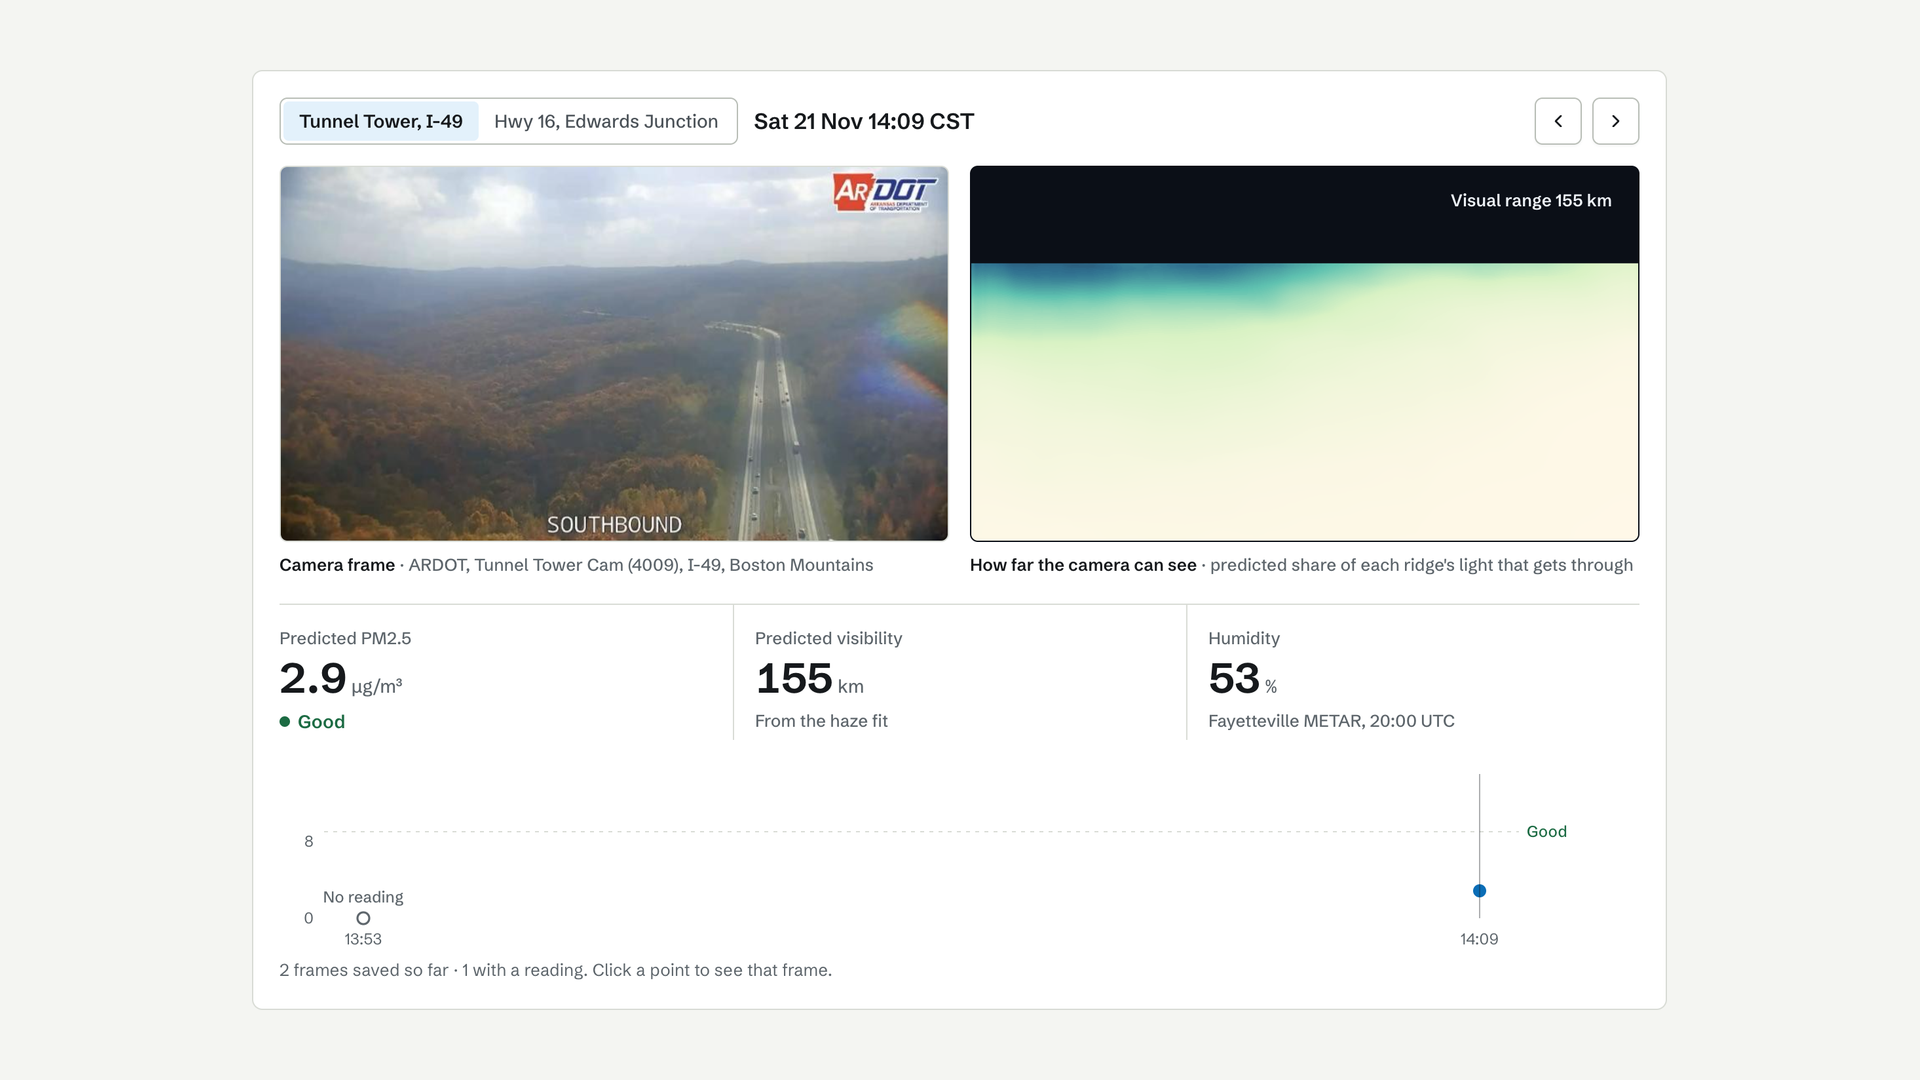 Tunnel Tower, I-49
Hwy 16, Edwards Junction
Sat 21 Nov 14:09 CST
ARDOT
ARKANSAS DEPARTMENT
OF TRANSPORTATION
Visual range 155 km
SOUTHBOUND
Camera frame · ARDOT, Tunnel Tower Cam (4009), I-49, Boston Mountains
How far the camera can see · predicted share of each ridge's light that gets through
Predicted PM2.5
2.9 µg/m³
Good
Predicted visibility
155 km
From the haze fit
Humidity
53 %
Fayetteville METAR, 20:00 UTC
8
Good
No reading
0
13:53
14:09
2 frames saved so far · 1 with a reading. Click a point to see that frame.